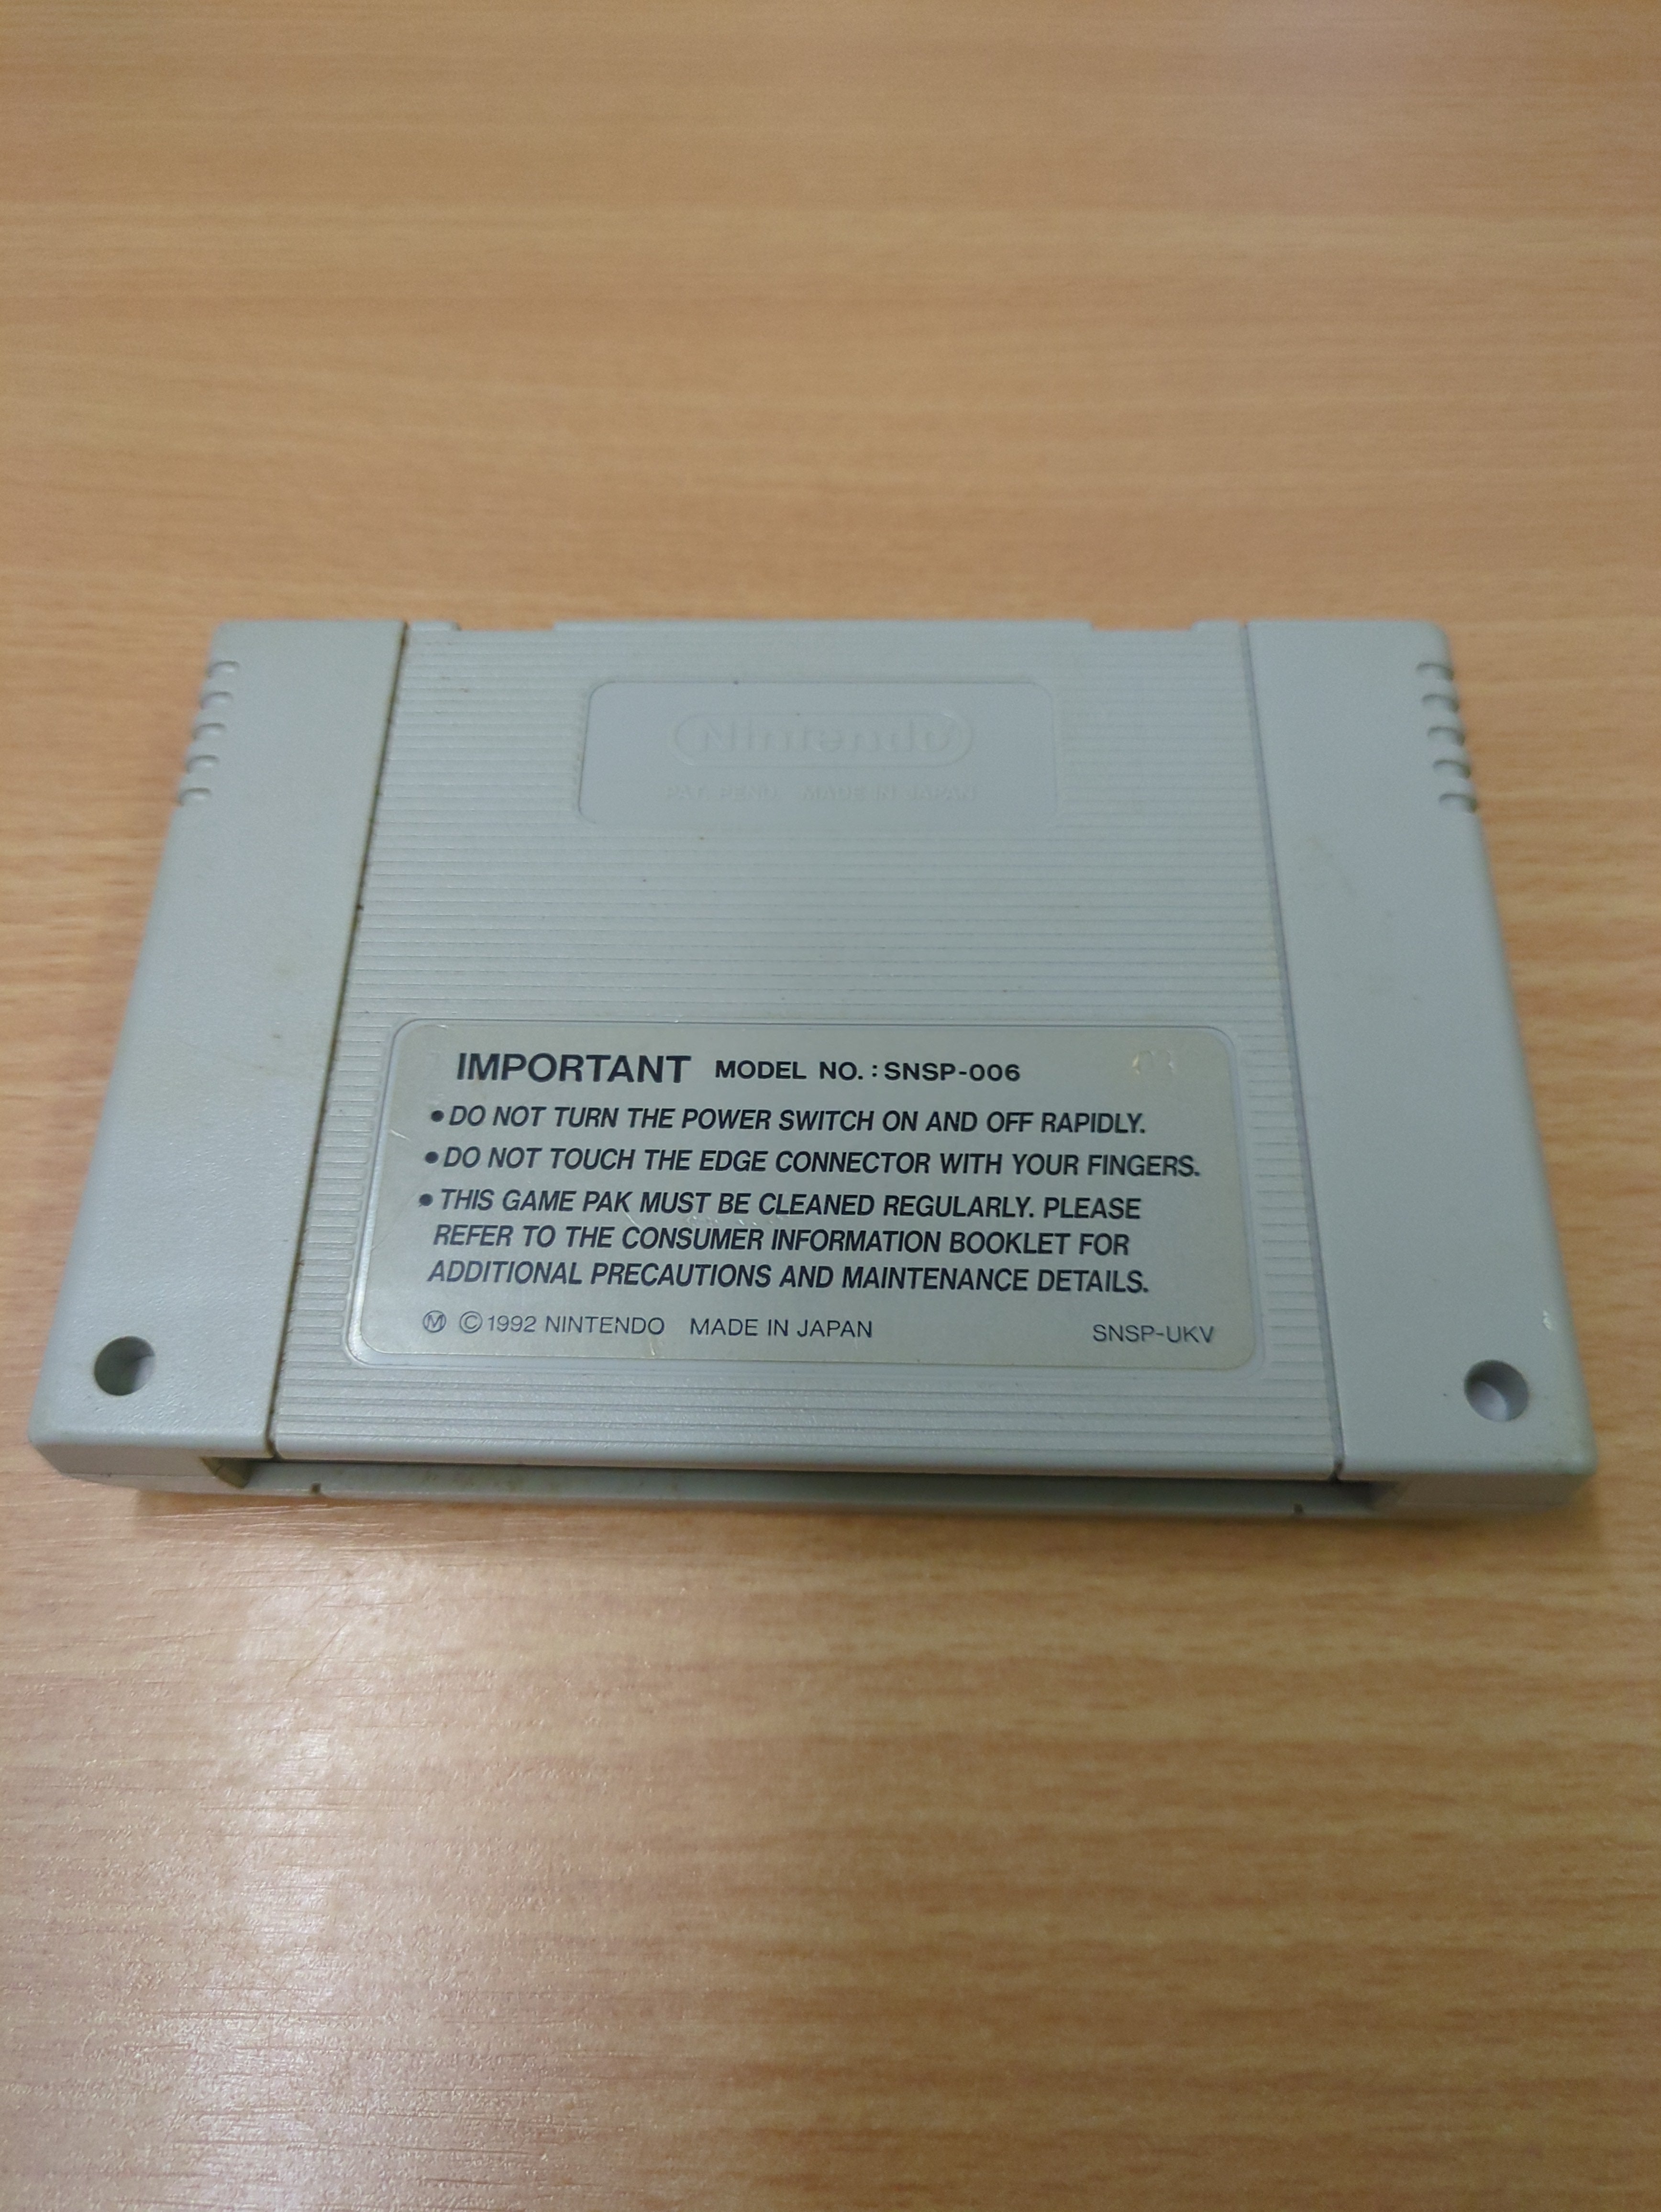 Nintendo
PAT. PEND. MADE IN JAPAN
IMPORTANT MODEL NO.: SNSP-006
●DO NOT TURN THE POWER SWITCH ON AND OFF RAPIDLY.
●DO NOT TOUCH THE EDGE CONNECTOR WITH YOUR FINGERS.
●THIS GAME PAK MUST BE CLEANED REGULARLY. PLEASE
REFER TO THE CONSUMER INFORMATION BOOKLET FOR
ADDITIONAL PRECAUTIONS AND MAINTENANCE DETAILS.
Ⓜ ©1992 NINTENDO MADE IN JAPAN SNSP-UKV